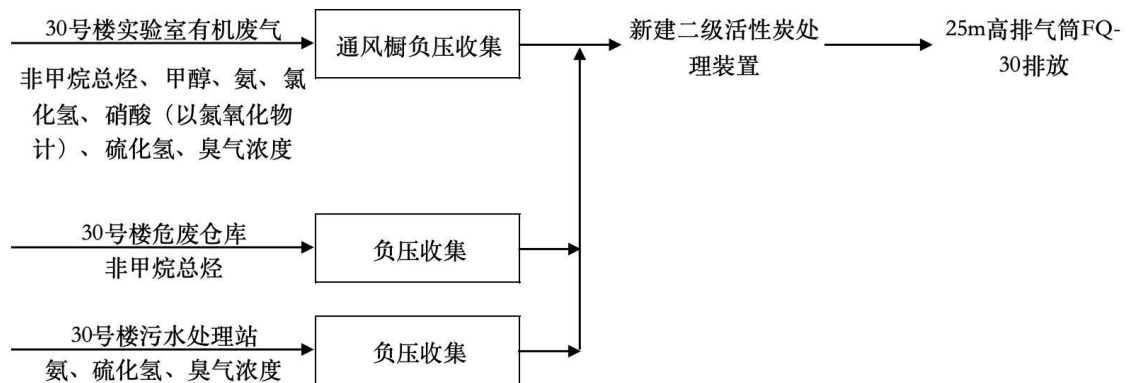 30号楼实验室有机废气
非甲烷总烃、甲醇、氨、氯
化氢、硝酸（以氮氧化物
计）、硫化氢、臭气浓度
通风橱负压收集
新建二级活性炭处
理装置
25m高排气筒FQ-
30排放
30号楼危废仓库
非甲烷总烃
负压收集
30号楼污水处理站
氨、硫化氢、臭气浓度
负压收集